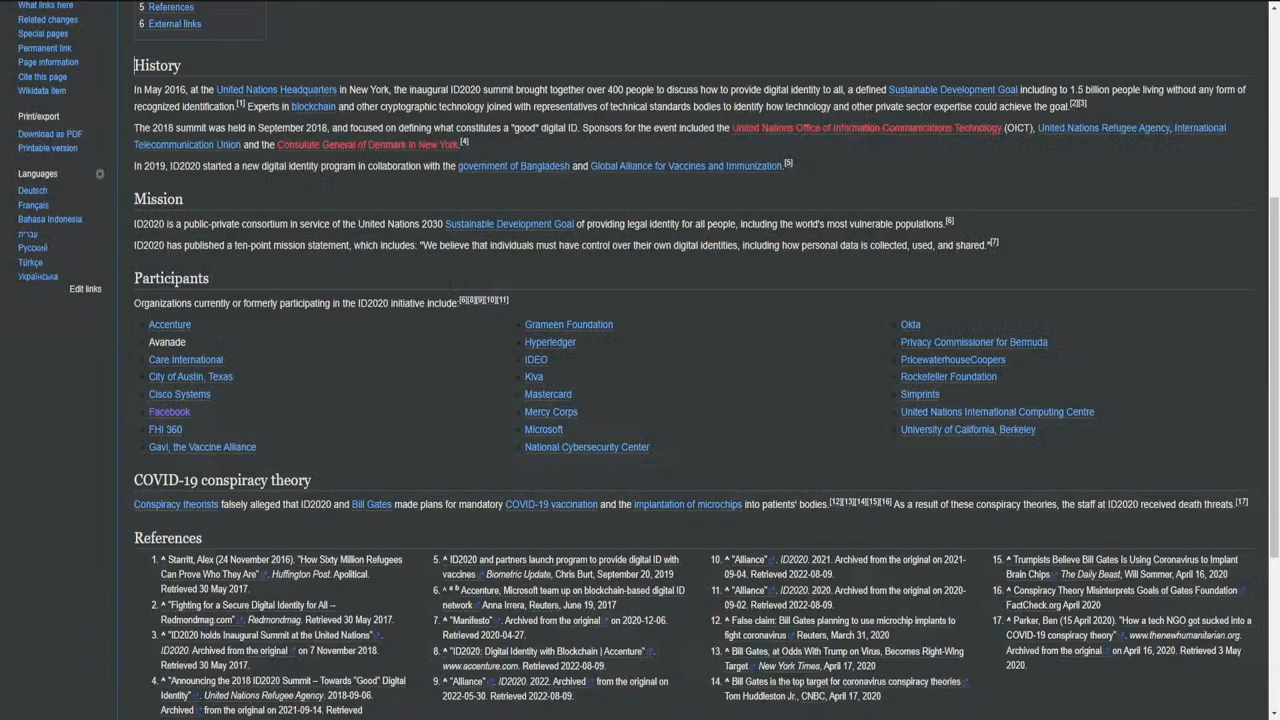 What links here
Related changes
Special pages
Permanent link
Page information
Cite this page
Wikidata item
Print/export
Download as PDF
Printable version
Languages
Deutsch
Français
Bahasa Indonesia
עברית
Русский
Türkçe
Українська
Edit links
5 References
6 External links
History
In May 2016, at the United Nations Headquarters in New York, the inaugural ID2020 summit brought together over 400 people to discuss how to provide digital identity to all, a defined Sustainable Development Goal including to 1.5 billion people living without any form of
recognized identification.[1] Experts in blockchain and other cryptographic technology joined with representatives of technical standards bodies to identify how technology and other private sector expertise could achieve the goal.[2][3]
The 2018 summit was held in September 2018, and focused on defining what constitutes a "good" digital ID. Sponsors for the event included the United Nations Office of Information Communications Technology (OICT), United Nations Refugee Agency, International
Telecommunication Union and the Consulate General of Denmark in New York.[4]
In 2019, ID2020 started a new digital identity program in collaboration with the government of Bangladesh and Global Alliance for Vaccines and Immunization.[5]
Mission
ID2020 is a public-private consortium in service of the United Nations 2030 Sustainable Development Goal of providing legal identity for all people, including the world's most vulnerable populations.[6]
ID2020 has published a ten-point mission statement, which includes: "We believe that individuals must have control over their own digital identities, including how personal data is collected, used, and shared."[7]
Participants
Organizations currently or formerly participating in the ID2020 initiative include:[6][8][9][10][11]
Accenture
Avanade
Care International
City of Austin, Texas
Cisco Systems
Facebook
FHI 360
Gavi, the Vaccine Alliance
Grameen Foundation
Hyperledger
IDEO
Kiva
Mastercard
Mercy Corps
Microsoft
National Cybersecurity Center
Okta
Privacy Commissioner for Bermuda
PricewaterhouseCoopers
Rockefeller Foundation
Simprints
United Nations International Computing Centre
University of California, Berkeley
COVID-19 conspiracy theory
Conspiracy theorists falsely alleged that ID2020 and Bill Gates made plans for mandatory COVID-19 vaccination and the implantation of microchips into patients' bodies.[12][13][14][15][16] As a result of these conspiracy theories, the staff at ID2020 received death threats.[17]
References
1. ^ Starritt, Alex (24 November 2016). "How Sixty Million Refugees
Can Prove Who They Are". Huffington Post. Apolitical.
Retrieved 30 May 2017.
2. ^ "Fighting for a Secure Digital Identity for All –
Redmondmag.com". Redmondmag. Retrieved 30 May 2017.
3. ^ "ID2020 holds Inaugural Summit at the United Nations".
ID2020. Archived from the original on 7 November 2018.
Retrieved 30 May 2017.
4. ^ "Announcing the 2018 ID2020 Summit – Towards "Good" Digital
Identity". United Nations Refugee Agency. 2018-09-06.
Archived from the original on 2021-09-14. Retrieved
5. ^ ID2020 and partners launch program to provide digital ID with
vaccines Biometric Update, Chris Burt, September 20, 2019
6. ^ a b Accenture, Microsoft team up on blockchain-based digital ID
network Anna Irrera, Reuters, June 19, 2017
7. ^ "Manifesto". Archived from the original on 2020-12-06.
Retrieved 2020-04-27.
8. ^ "ID2020: Digital Identity with Blockchain | Accenture".
www.accenture.com. Retrieved 2022-08-09.
9. ^ "Alliance". ID2020. 2022. Archived from the original on
2022-05-30. Retrieved 2022-08-09.
10. ^ "Alliance". ID2020. 2021. Archived from the original on 2021-
09-04. Retrieved 2022-08-09.
11. ^ "Alliance". ID2020. 2020. Archived from the original on 2020-
09-02. Retrieved 2022-08-09.
12. ^ False claim: Bill Gates planning to use microchip implants to
fight coronavirus Reuters, March 31, 2020
13. ^ Bill Gates, at Odds With Trump on Virus, Becomes Right-Wing
Target New York Times, April 17, 2020
14. ^ Bill Gates is the top target for coronavirus conspiracy theories
Tom Huddleston Jr., CNBC, April 17, 2020
15. ^ Trumpists Believe Bill Gates Is Using Coronavirus to Implant
Brain Chips The Daily Beast, Will Sommer, April 16, 2020
16. ^ Conspiracy Theory Misinterprets Goals of Gates Foundation
FactCheck.org April 2020
17. ^ Parker, Ben (15 April 2020). "How a tech NGO got sucked into a
COVID-19 conspiracy theory". www.thenewhumanitarian.org.
Archived from the original on April 16, 2020. Retrieved 3 May
2020.